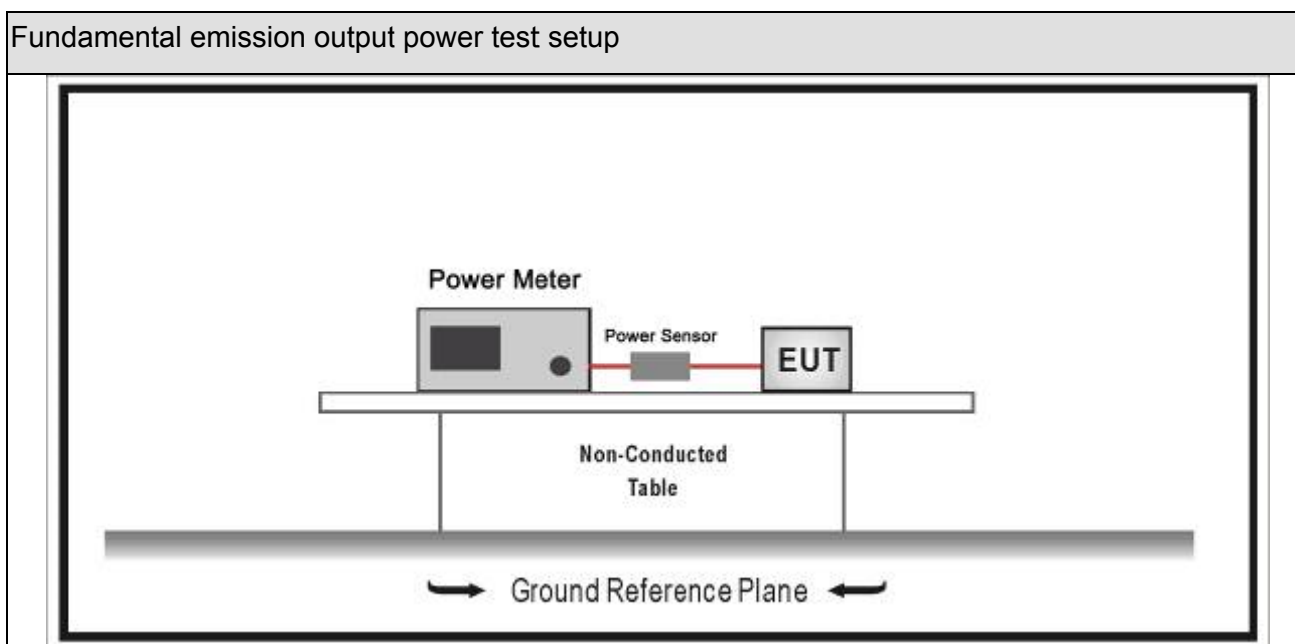 Fundamental emission output power test setup
Power Meter
Power Sensor
EUT
Non-Conducted
Table
Ground Reference Plane